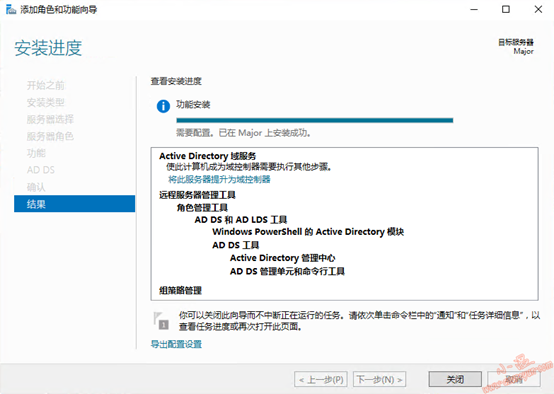 添加角色和功能向导
安装进度
目标服务器
Major
开始之前
安装类型
服务器选择
服务器角色
功能
AD DS
确认
结果
查看安装进度
功能安装
需要配置。已在 Major 上安装成功。
Active Directory 域服务
使此计算机成为域控制器需要执行其他步骤。
将此服务器提升为域控制器
远程服务器管理工具
角色管理工具
AD DS 和 AD LDS 工具
Windows PowerShell 的 Active Directory 模块
AD DS 工具
Active Directory 管理中心
AD DS 管理单元和命令行工具
组策略管理
1
你可以关闭此向导而不中断正在运行的任务。请依次单击命令栏中的“通知”和“任务详细信息”，以
查看任务进度或再次打开此页面。
导出配置设置
< 上一步(P)
下一步(N) >
关闭
取消